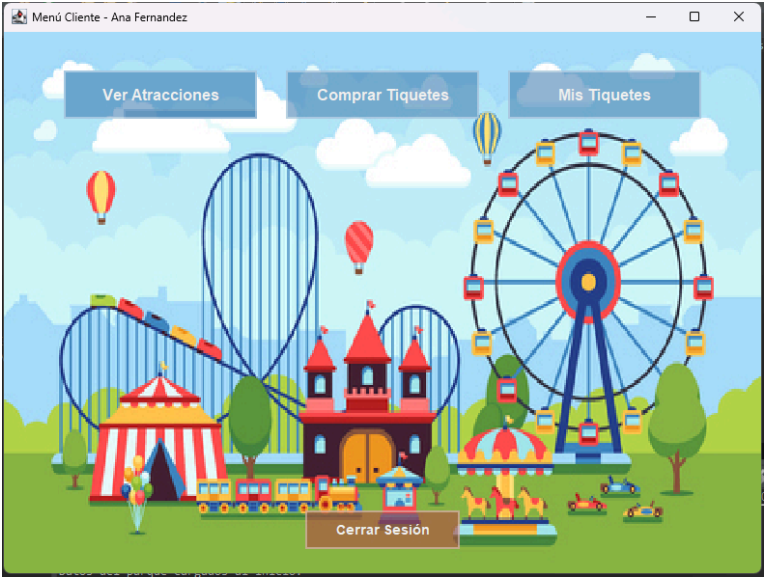 Menú Cliente - Ana Fernandez
Ver Atracciones
Comprar Tiquetes
Mis Tiquetes
Cerrar Sesión